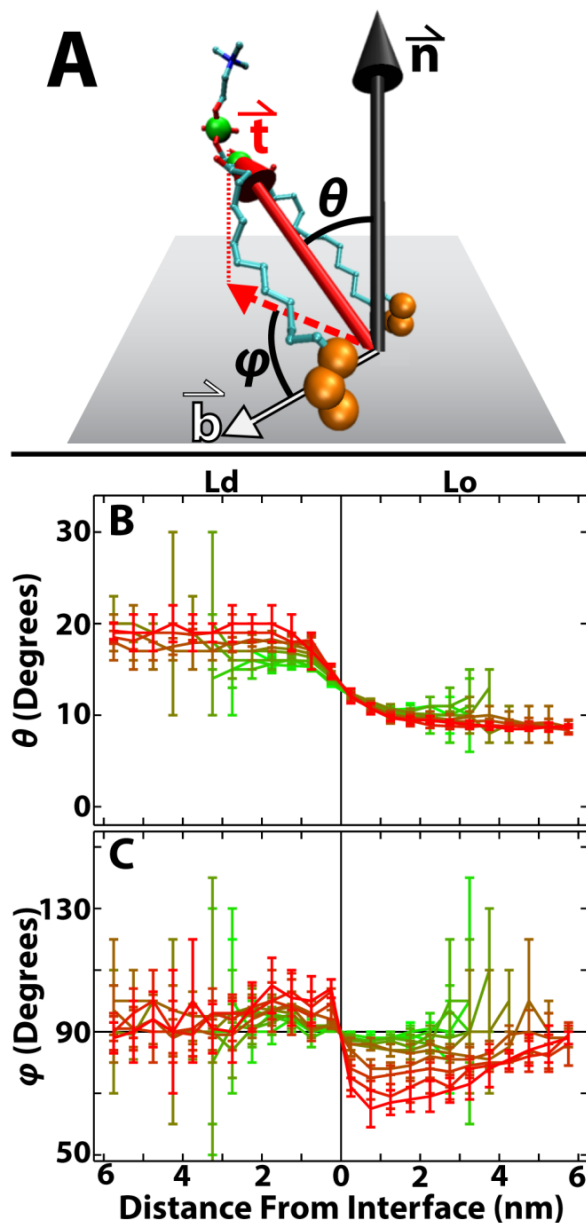 A
n
t
θ
φ
b
Ld Lo
B
30
20
10
0
θ (Degrees)
C
130
90
50
φ (Degrees)
6 4 2 0 2 4 6
Distance From Interface (nm)